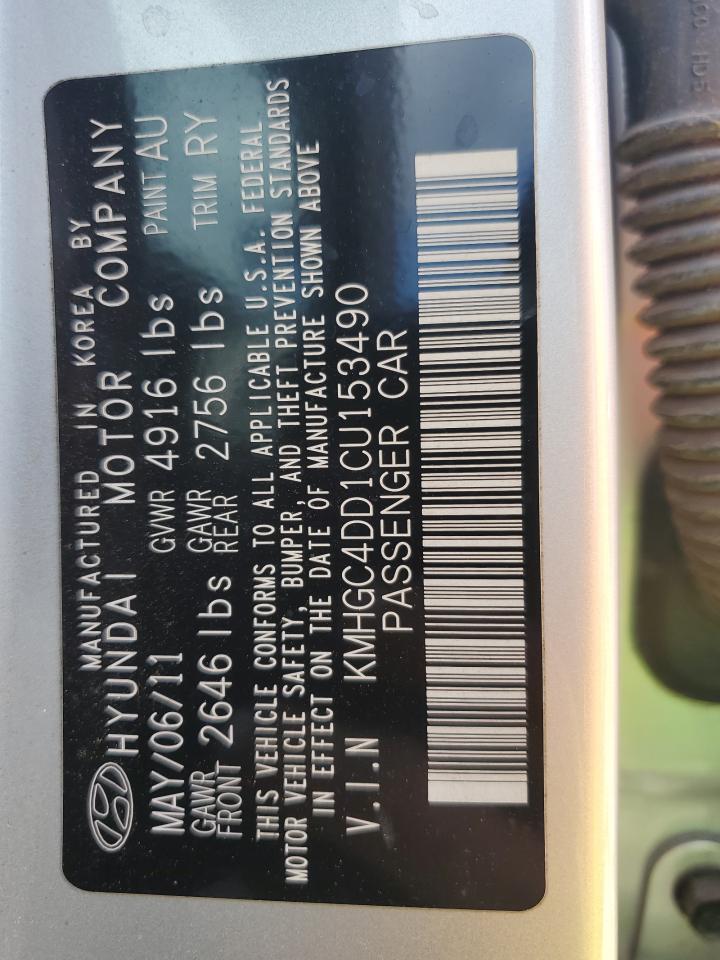 MANUFACTURED IN KOREA BY
HYUNDAI MOTOR COMPANY
MAY/06/11 GVWR 4916 lbs PAINT AU
GAWR FRONT 2646 lbs GAWR REAR 2756 lbs TRIM RY
THIS VEHICLE CONFORMS TO ALL APPLICABLE U.S.A. FEDERAL
MOTOR VEHICLE SAFETY, BUMPER, AND THEFT PREVENTION STANDARDS
IN EFFECT ON THE DATE OF MANUFACTURE SHOWN ABOVE
V.I.N KMHGC4DD1CU153490
PASSENGER CAR